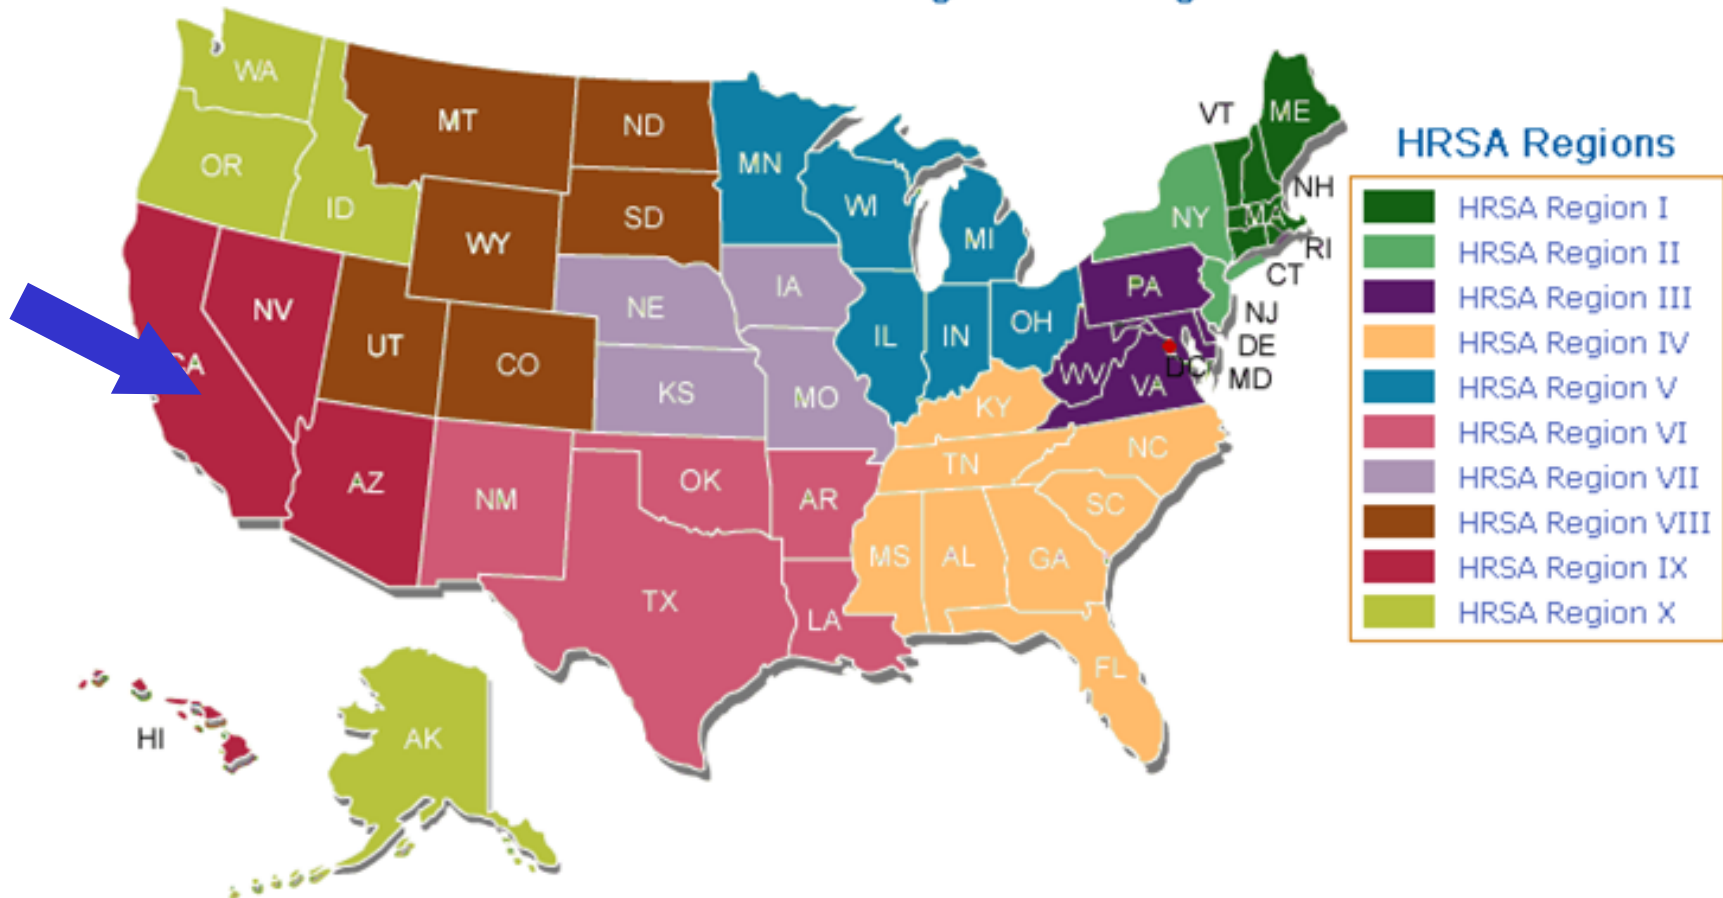 WA
MT
ND
MN
VT
ME
OR
ID
WY
SD
WI
MI
NY
MA
NH
RI
CT
NV
UT
CO
NE
IA
IL
IN
OH
PA
NJ
DE
MD
DC
WV
VA
KS
MO
KY
AZ
NM
OK
AR
TN
NC
SC
MS
AL
GA
TX
LA
FL
HI
AK
HRSA Regions
HRSA Region I
HRSA Region II
HRSA Region III
HRSA Region IV
HRSA Region V
HRSA Region VI
HRSA Region VII
HRSA Region VIII
HRSA Region IX
HRSA Region X